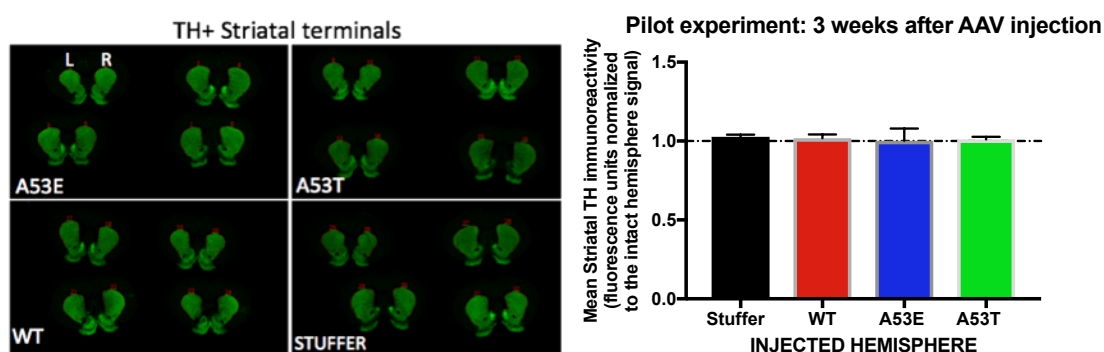 TH+ Striatal terminals
L R
A53E
A53T
WT
STUFFER
Pilot experiment: 3 weeks after AAV injection
Mean Striatal TH immunoreactivity
(fluorescence units normalized
to the intact hemisphere signal)
1.5
1.0
0.5
0.0
Stuffer WT A53E A53T
INJECTED HEMISPHERE